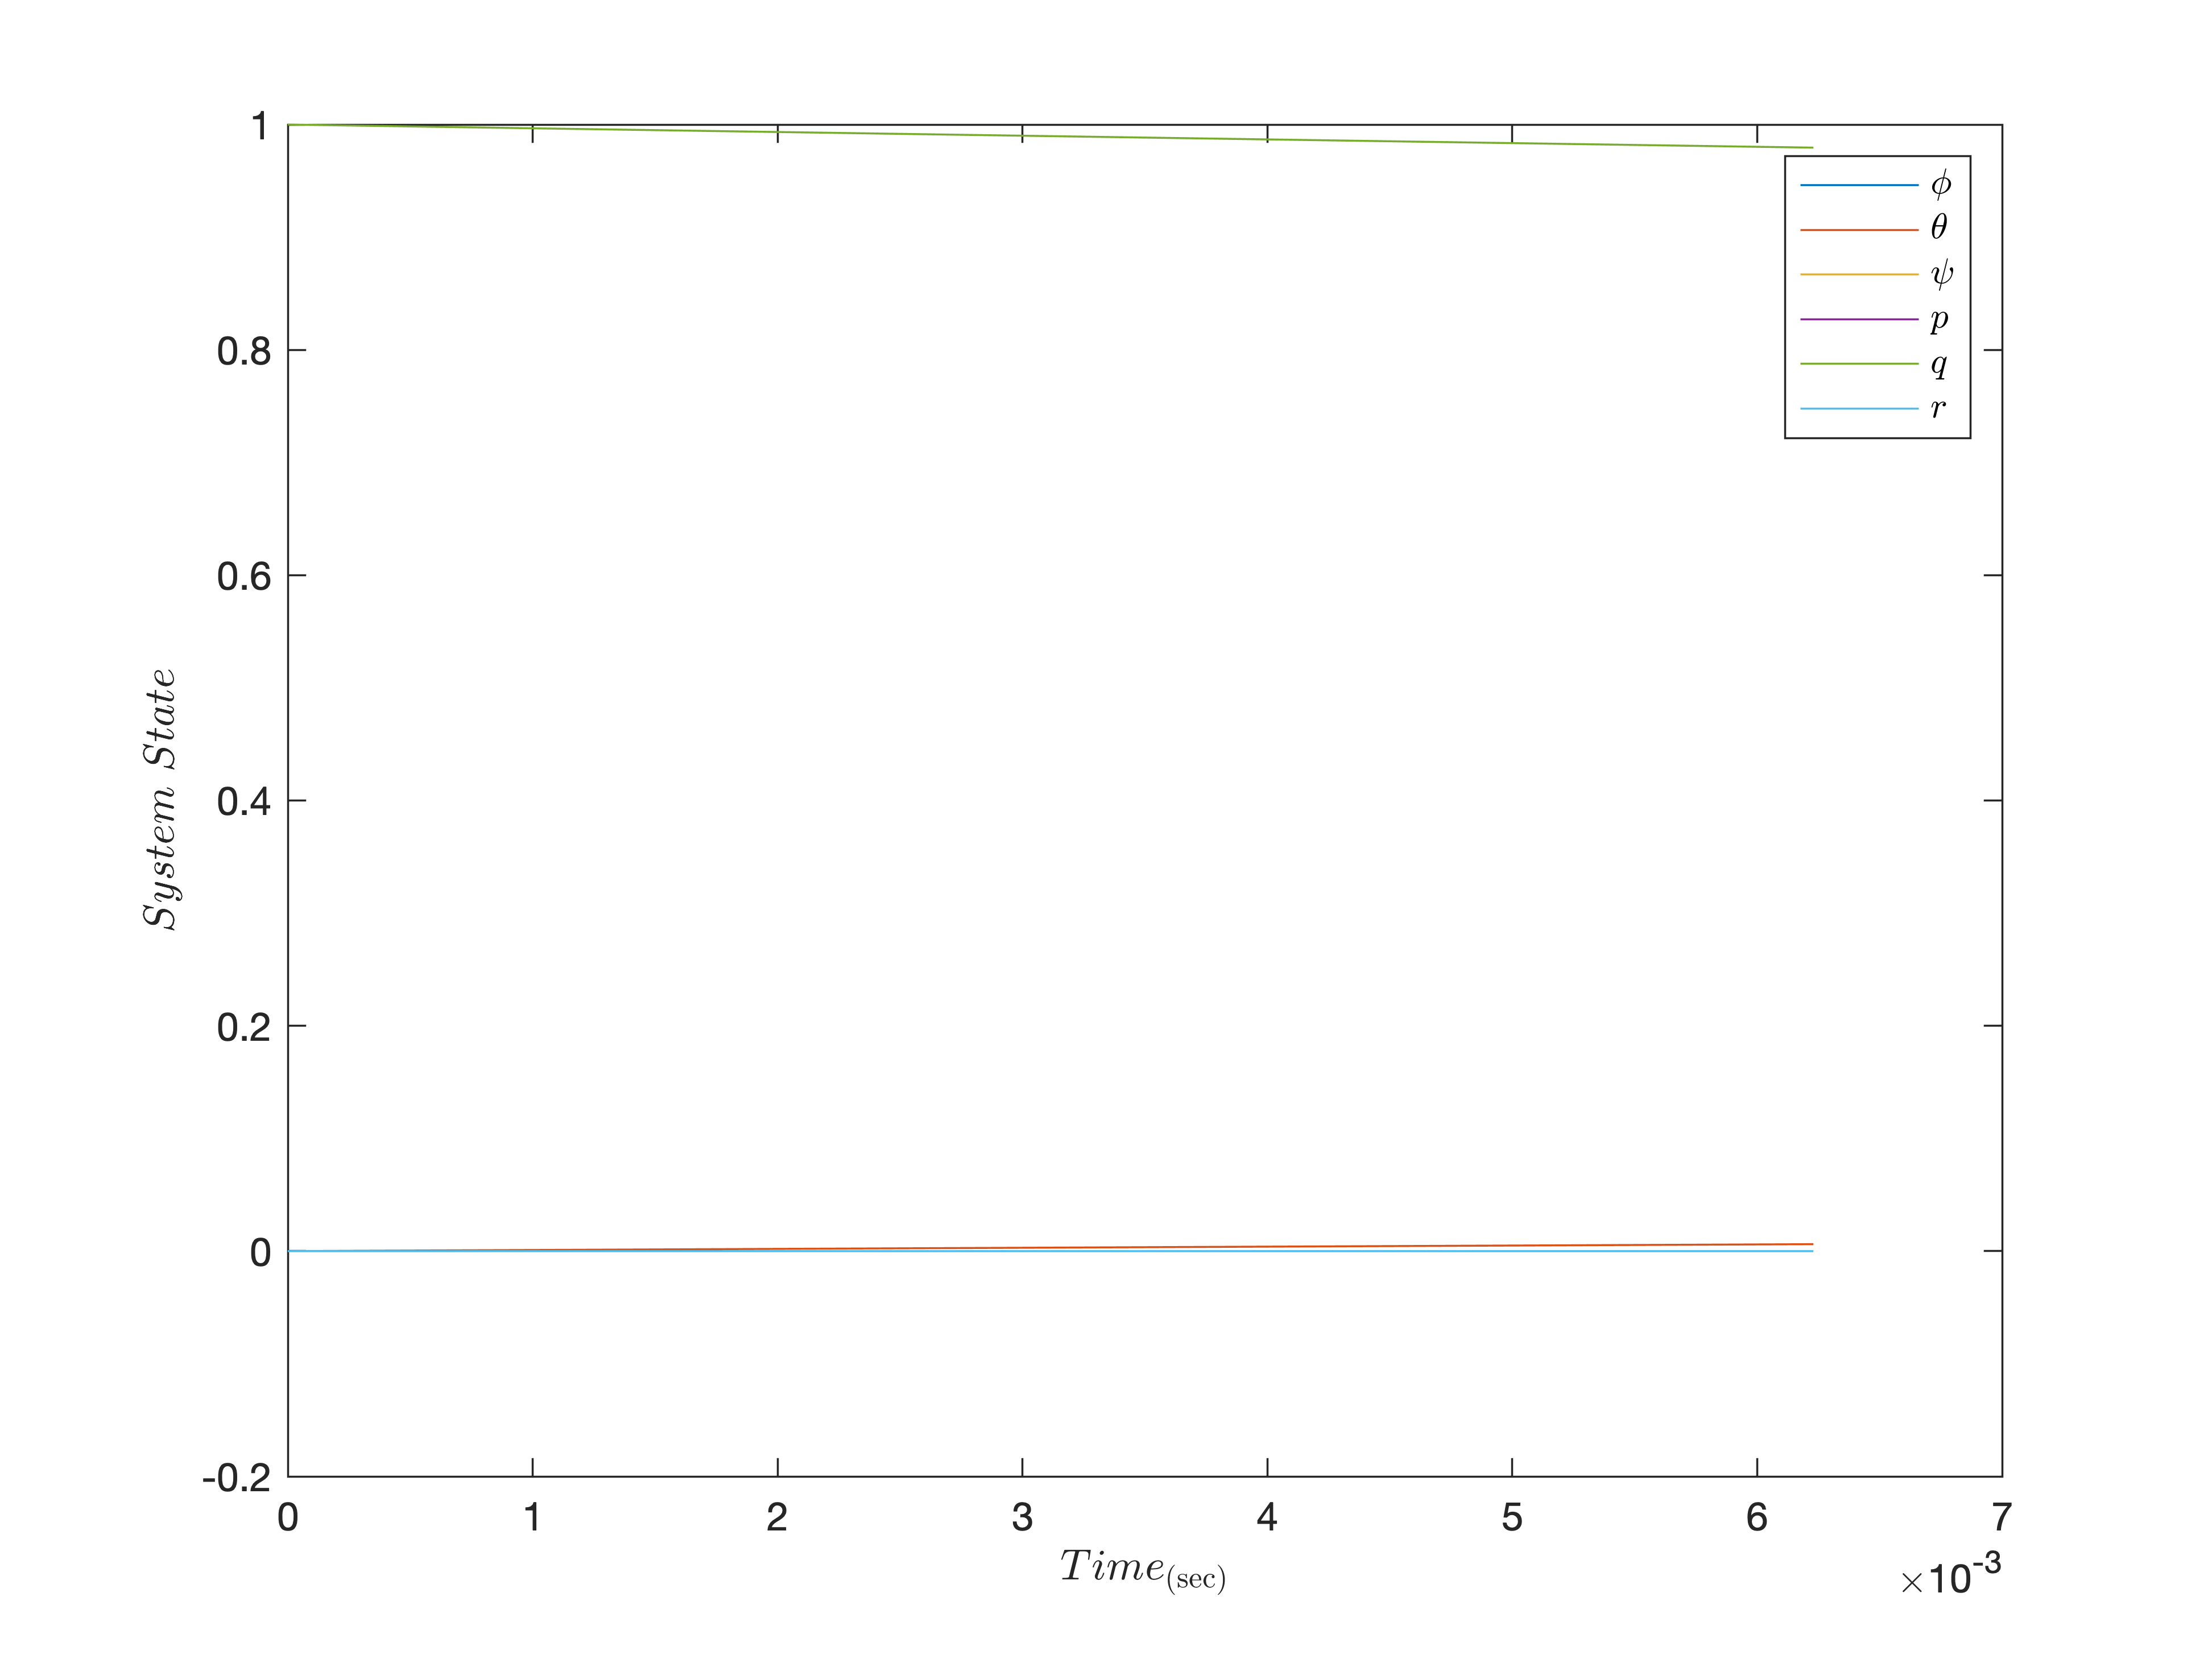 1
0.8
0.6
0.4
0.2
0
-0.2
System State
0 1 2 3 4 5 6 7
×10-3
Time(sec)
ϕ
θ
ψ
p
q
r